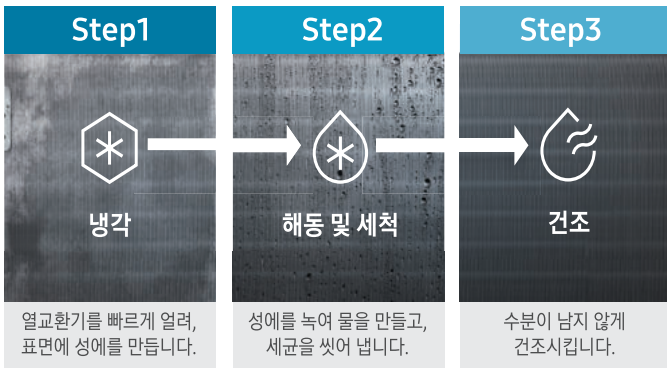 Step1
냉각
열교환기를 빠르게 얼려,
표면에 성에를 만듭니다.
Step2
해동 및 세척
성에를 녹여 물을 만들고,
세균을 씻어 냅니다.
Step3
건조
수분이 남지 않게
건조시킵니다.